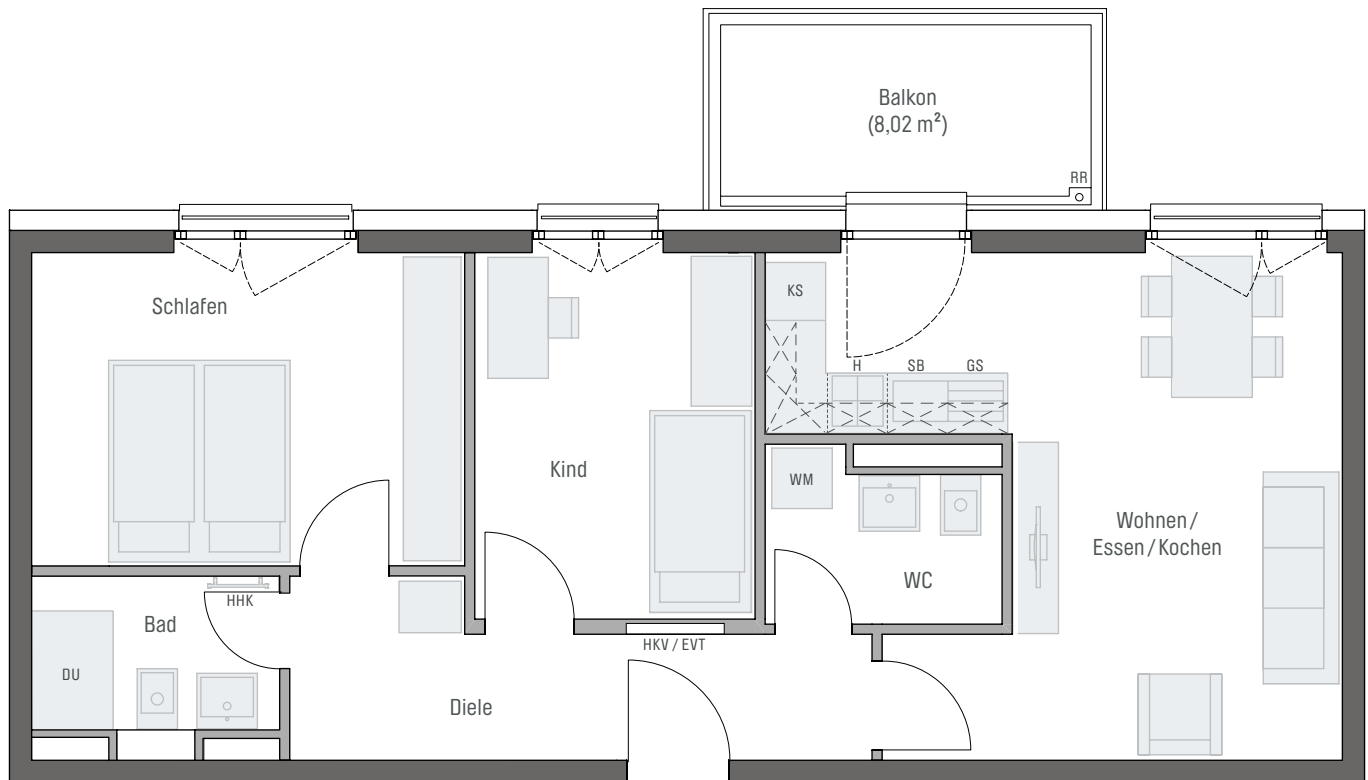 Balkon
(8,02 m²)
RR
Schlafen
KS
H
SB
GS
Kind
WM
Wohnen /
Essen / Kochen
WC
HHK
Bad
HKV / EVT
DU
Diele